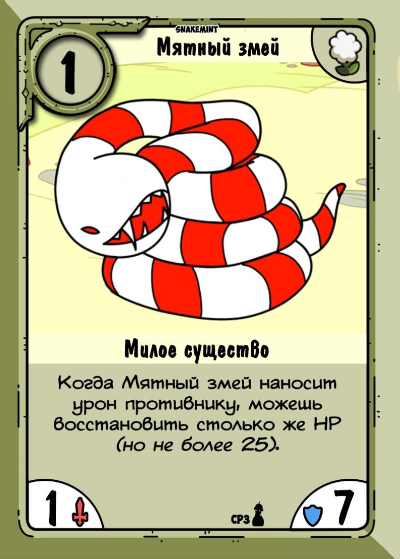 SNAKEMINT
1
Мятный змей
Милое существо
Когда Мятный змей наносит
урон противнику, можешь
восстановить столько же HP
(но не более 25).
1
СР3
7